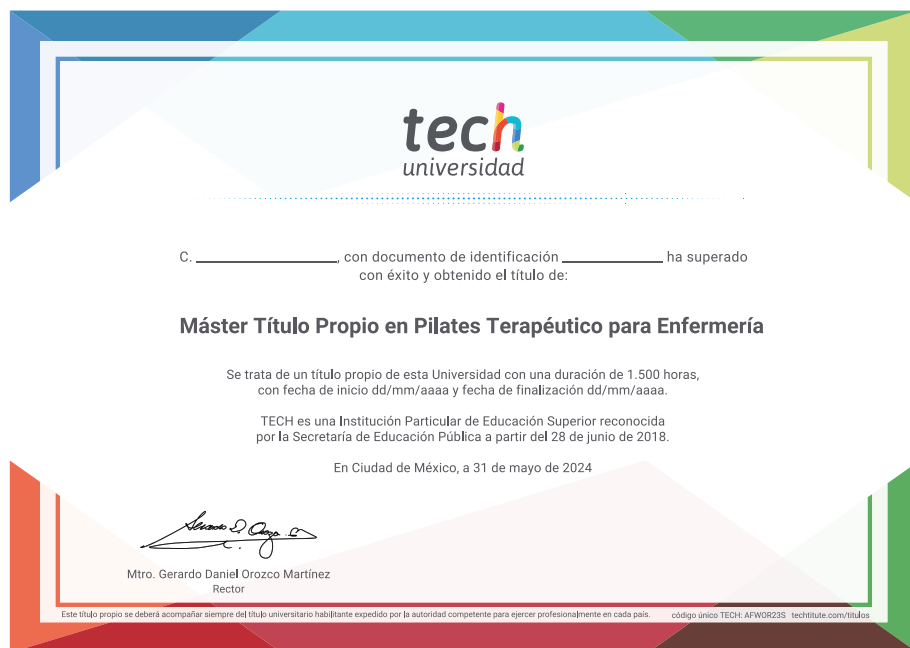 tech
universidad
C. ____________________, con documento de identificación ______________ ha superado
con éxito y obtenido el título de:
Máster Título Propio en Pilates Terapéutico para Enfermería
Se trata de un título propio de esta Universidad con una duración de 1.500 horas,
con fecha de inicio dd/mm/aaaa y fecha de finalización dd/mm/aaaa.
TECH es una Institución Particular de Educación Superior reconocida
por la Secretaría de Educación Pública a partir del 28 de junio de 2018.
En Ciudad de México, a 31 de mayo de 2024
Mtro. Gerardo Daniel Orozco Martínez
Rector
Este título propio se deberá acompañar siempre del título universitario habilitante expedido por la autoridad competente para ejercer profesionalmente en cada país. código único TECH: AFWOR23S techtitute.com/titulos